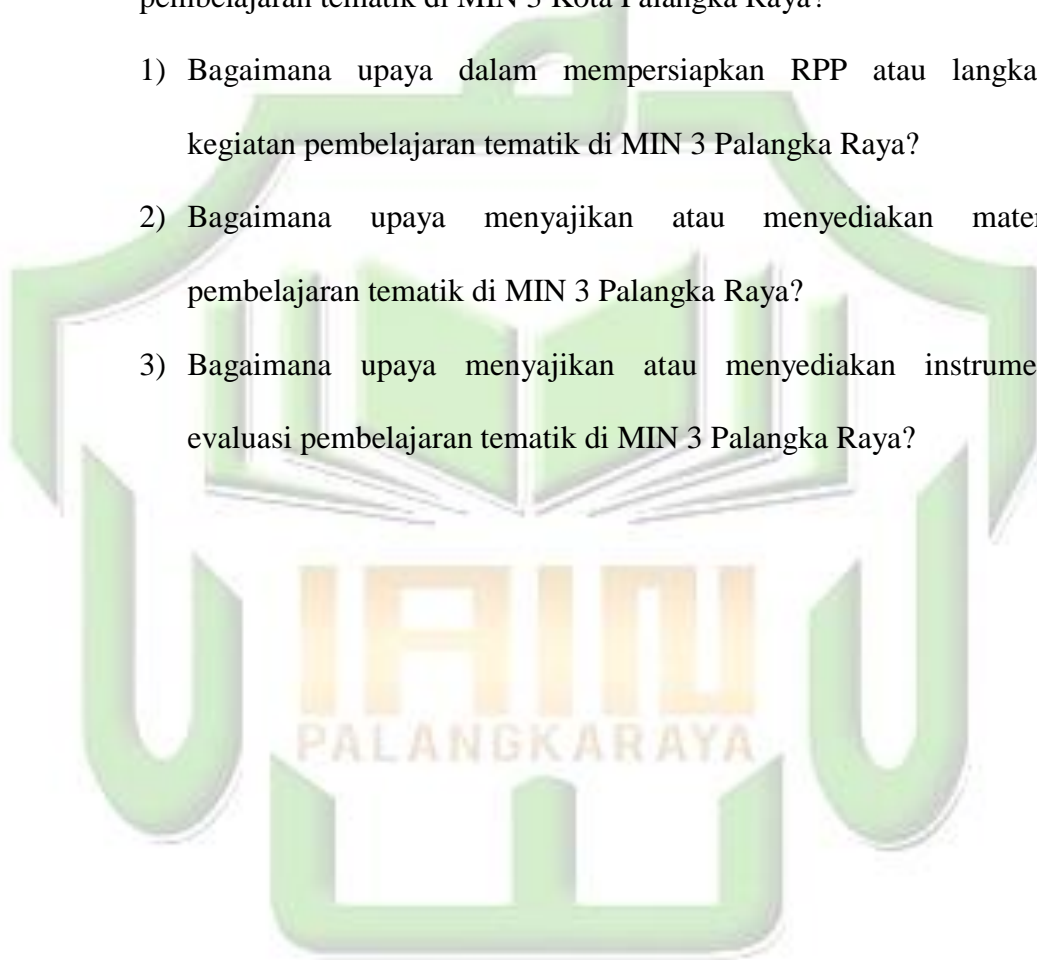 pembelajaran tematik di MIN 3 Kota Palangka Raya?
1) Bagaimana upaya dalam mempersiapkan RPP atau langka
kegiatan pembelajaran tematik di MIN 3 Palangka Raya?
2) Bagaimana upaya menyajikan atau menyediakan mater
pembelajaran tematik di MIN 3 Palangka Raya?
3) Bagaimana upaya menyajikan atau menyediakan instrume
evaluasi pembelajaran tematik di MIN 3 Palangka Raya?
IAIN
PALANGKARAYA